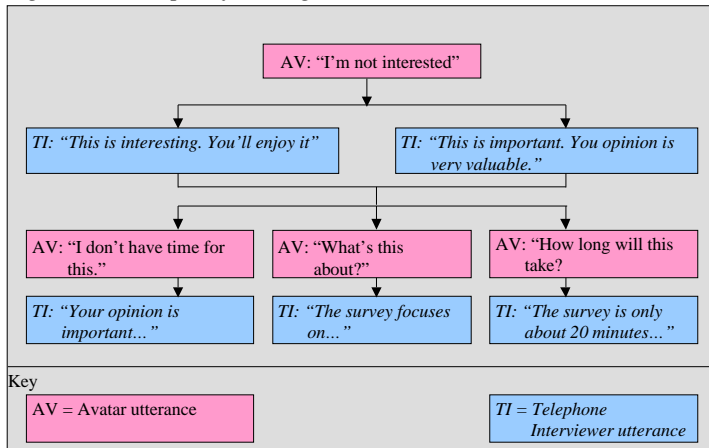 AV: “I’m not interested”
TI: “This is interesting. You’ll enjoy it”
TI: “This is important. You opinion is
very valuable.”
AV: “I don’t have time for
this.”
AV: “What’s this
about?”
AV: “How long will this
take?
TI: “Your opinion is
important…”
TI: “The survey focuses
on…”
TI: “The survey is only
about 20 minutes…”
Key
AV = Avatar utterance
TI = Telephone
Interviewer utterance